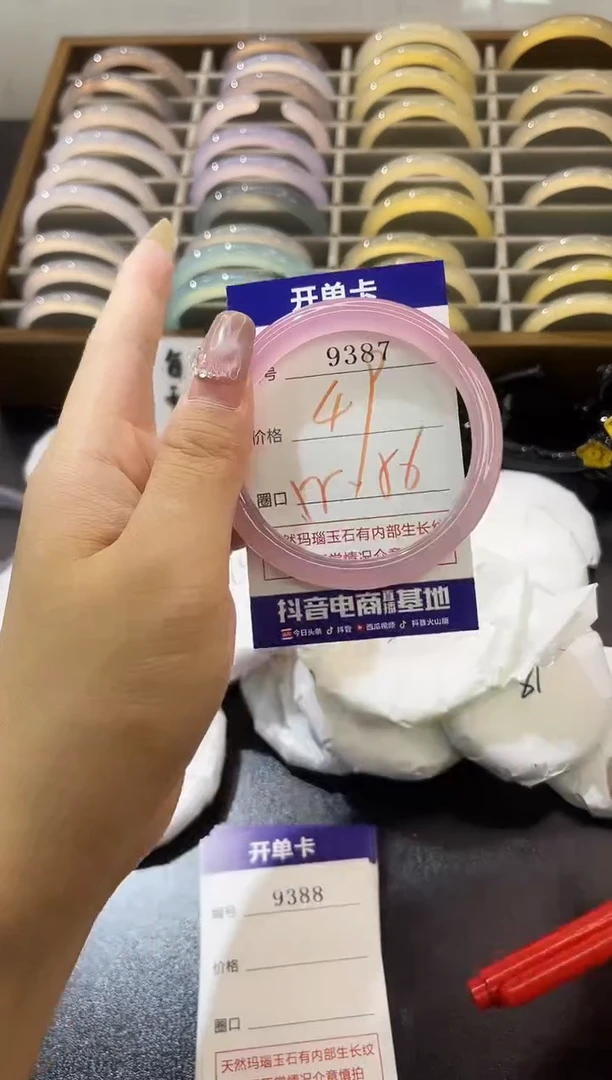 开单卡
号 9387
价格 4
圈口
然玛瑙玉石有内部生长纹
抖音电商直播基地
今日头条 抖音 西瓜视频 抖音火山版
81
开单卡
编号 9388
价格
圈口
天然玛瑙玉石有内部生长纹